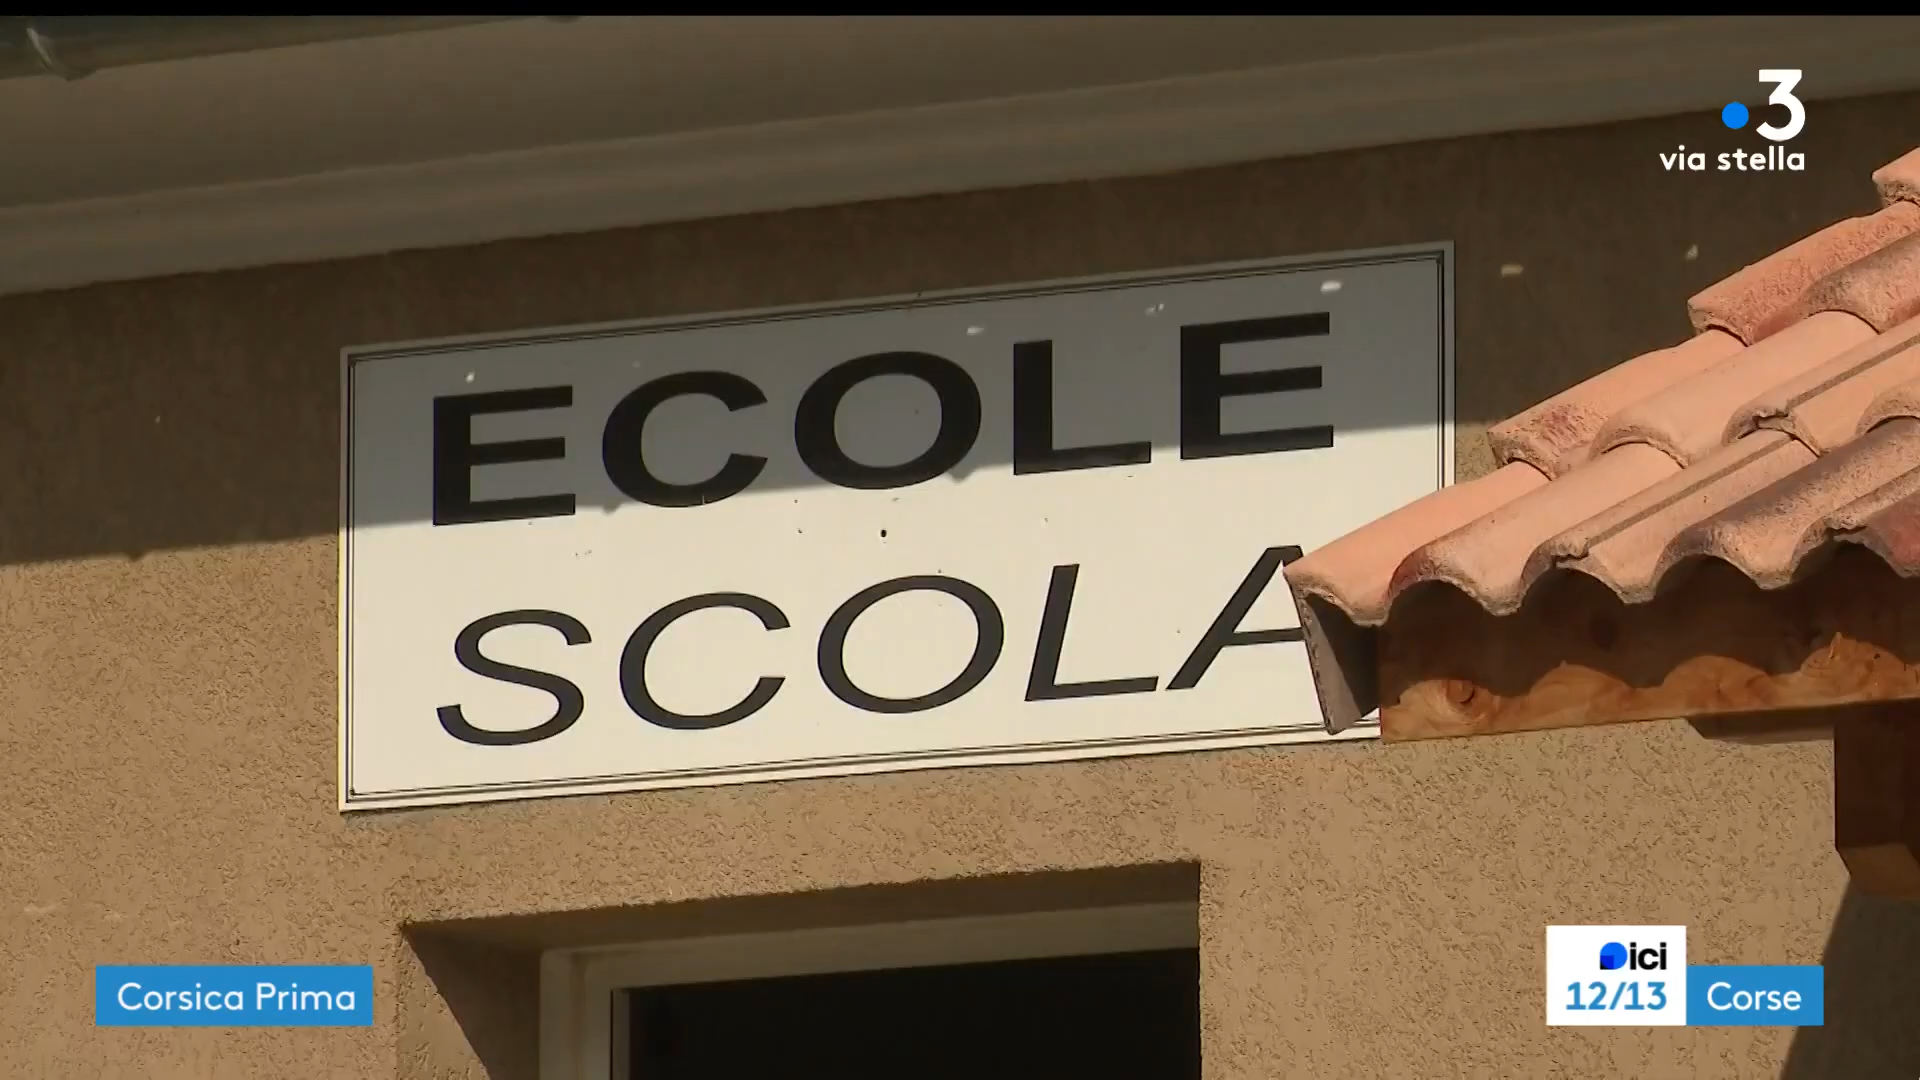 3
via stella
ECOLE
SCOLA
Corsica Prima
ici
12/13
Corse